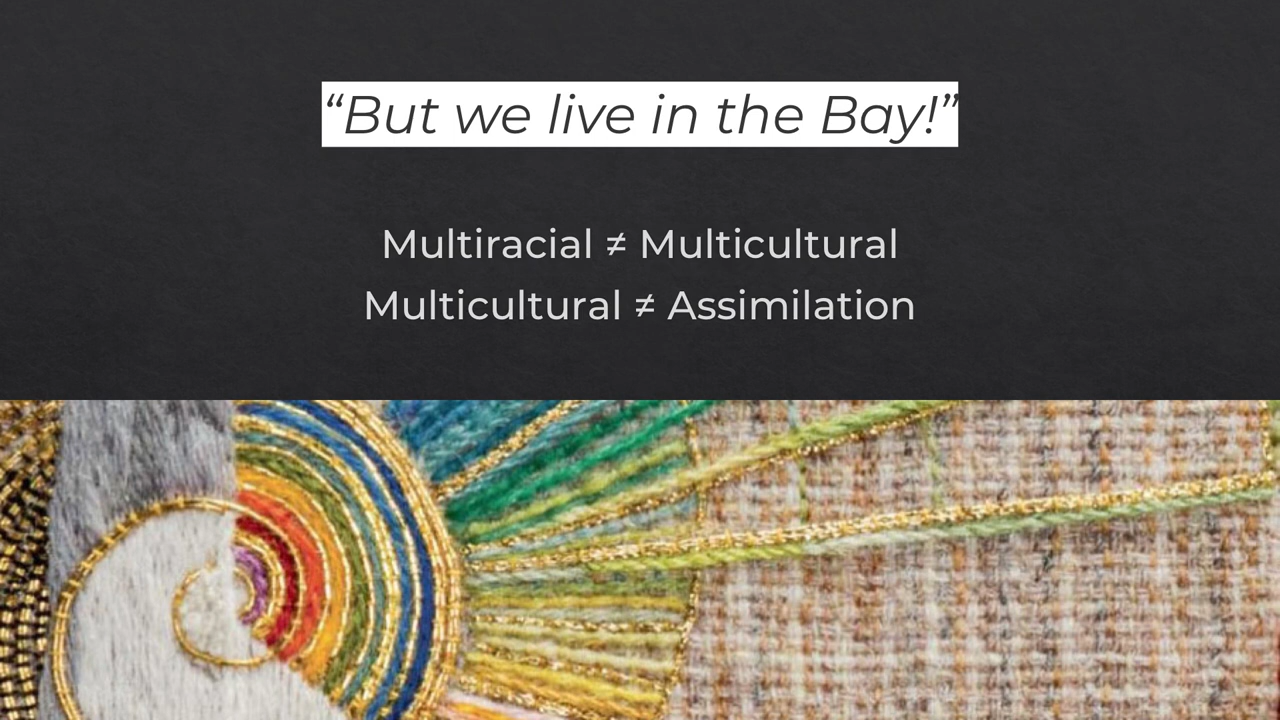 “But we live in the Bay!”
Multiracial ≠ Multicultural
Multicultural ≠ Assimilation